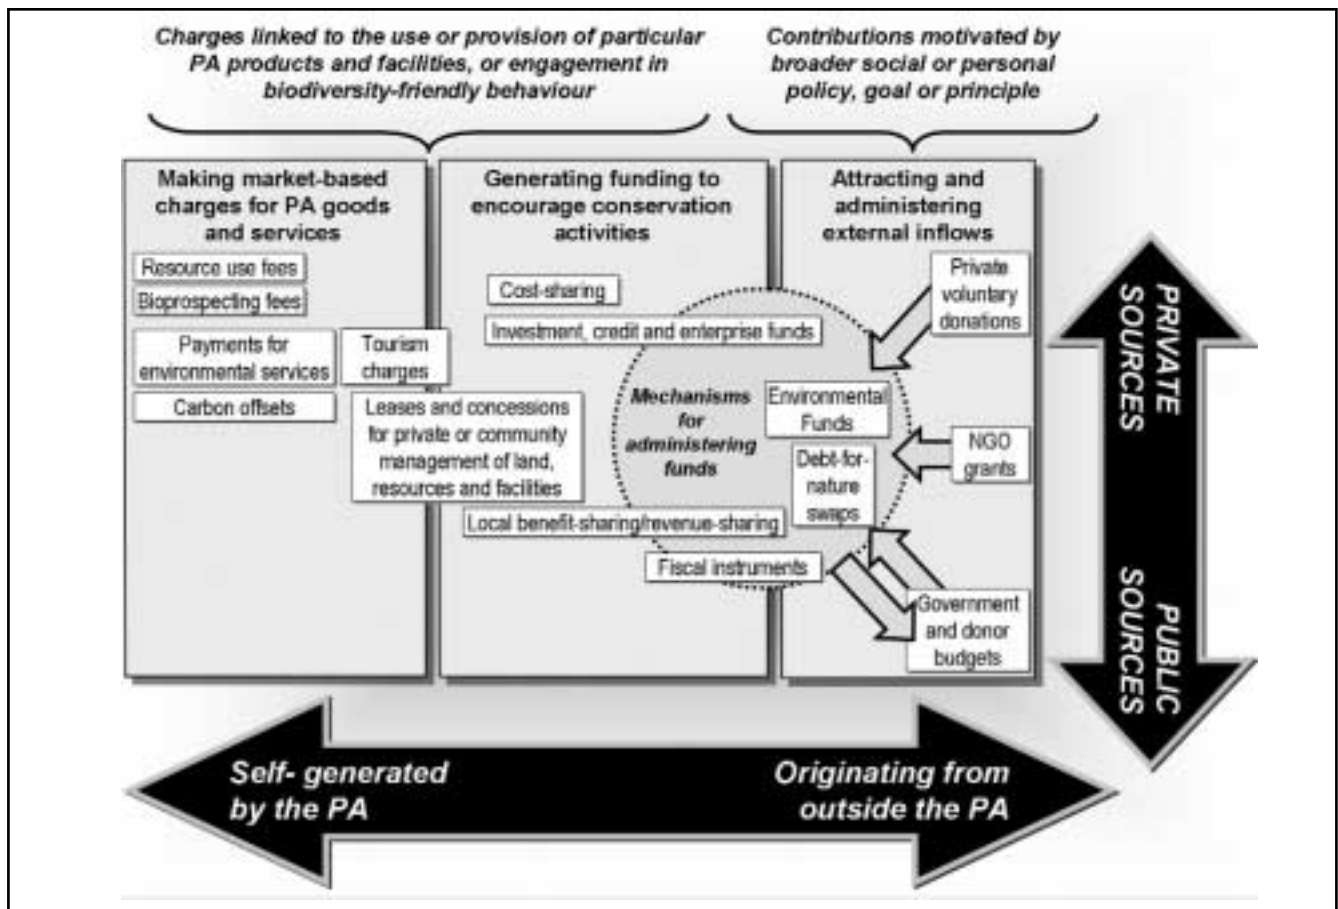 Charges linked to the use or provision of particular
PA products and facilities, or engagement in
biodiversity-friendly behaviour
Contributions motivated by
broader social or personal
policy, goal or principle
Making market-based
charges for PA goods
and services
Resource use fees
Bioprospecting fees
Payments for
environmental services
Carbon offsets
Tourism
charges
Leases and concessions
for private or community
management of land,
resources and facilities
Generating funding to
encourage conservation
activities
Cost-sharing
Investment, credit and enterprise funds
Mechanisms
for
administering
funds
Local benefit-sharing/revenue-sharing
Fiscal instruments
Attracting and
administering
external inflows
Private
voluntary
donations
Environmental
Funds
NGO
grants
Debt-for-
nature
swaps
Government
and donor
budgets
PRIVATE
SOURCES
PUBLIC
SOURCES
Self- generated
by the PA
Originating from
outside the PA